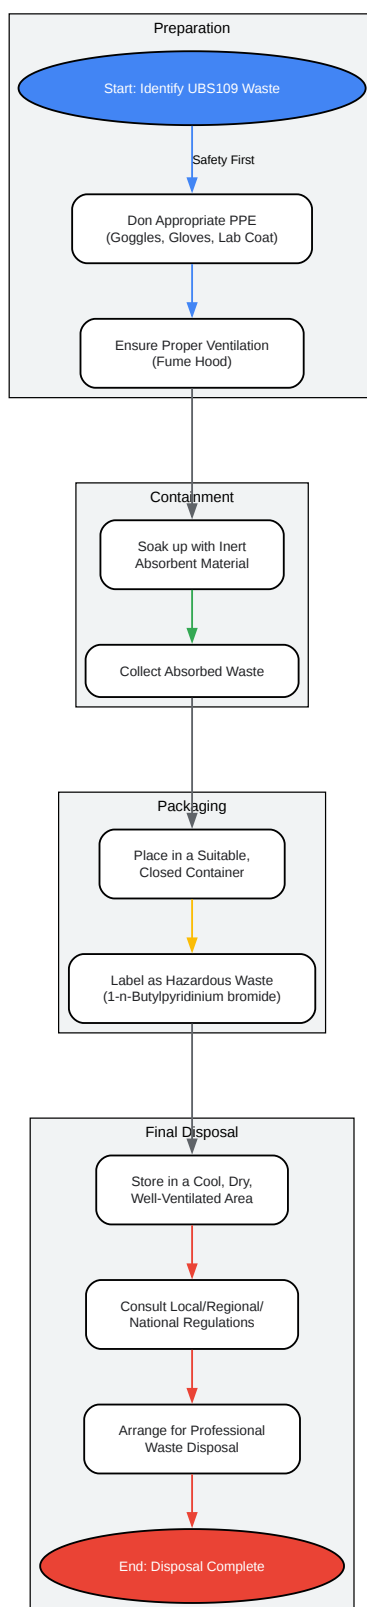 Preparation
Start: Identify UBS109 Waste
Safety First
Don Appropriate PPE
(Goggles, Gloves, Lab Coat)
Ensure Proper Ventilation
(Fume Hood)
Containment
Soak up with Inert
Absorbent Material
Collect Absorbed Waste
Packaging
Place in a Suitable,
Closed Container
Label as Hazardous Waste
(1-n-Butylpyridinium bromide)
Final Disposal
Store in a Cool, Dry,
Well-Ventilated Area
Consult Local/Regional/
National Regulations
Arrange for Professional
Waste Disposal
End: Disposal Complete